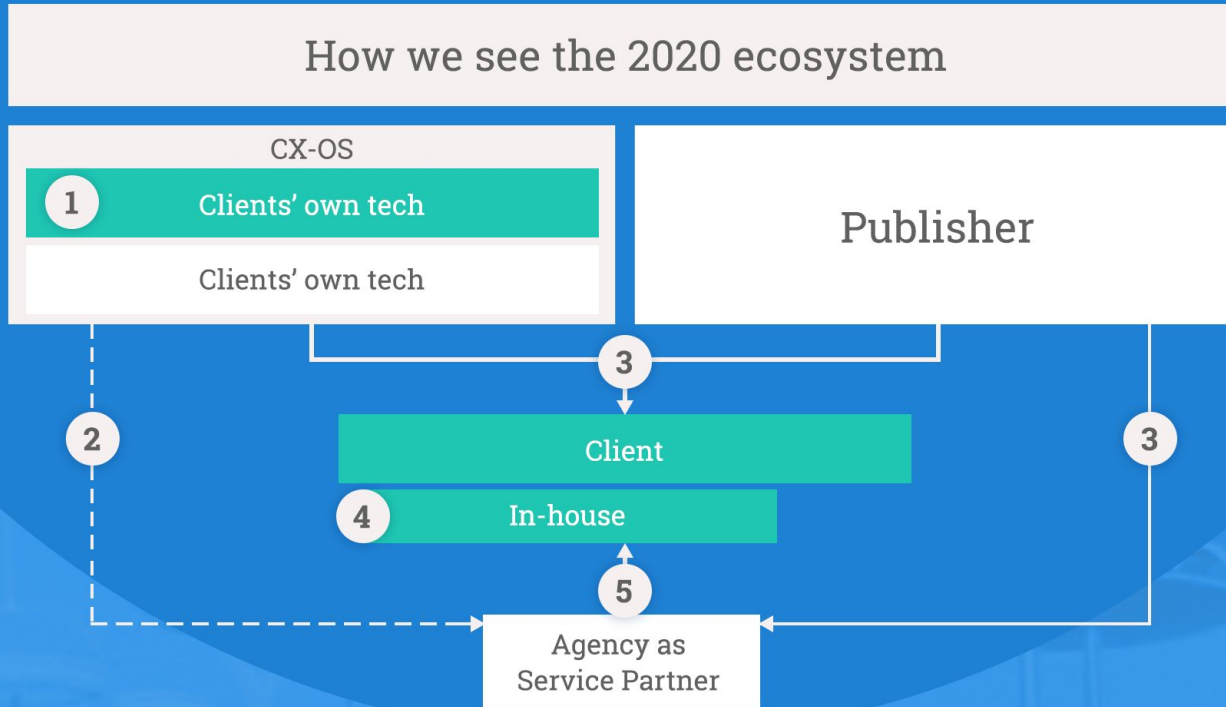 How we see the 2020 ecosystem
CX-OS
1
Clients’ own tech
Clients’ own tech
Publisher
3
2
Client
3
4
In-house
5
Agency as
Service Partner